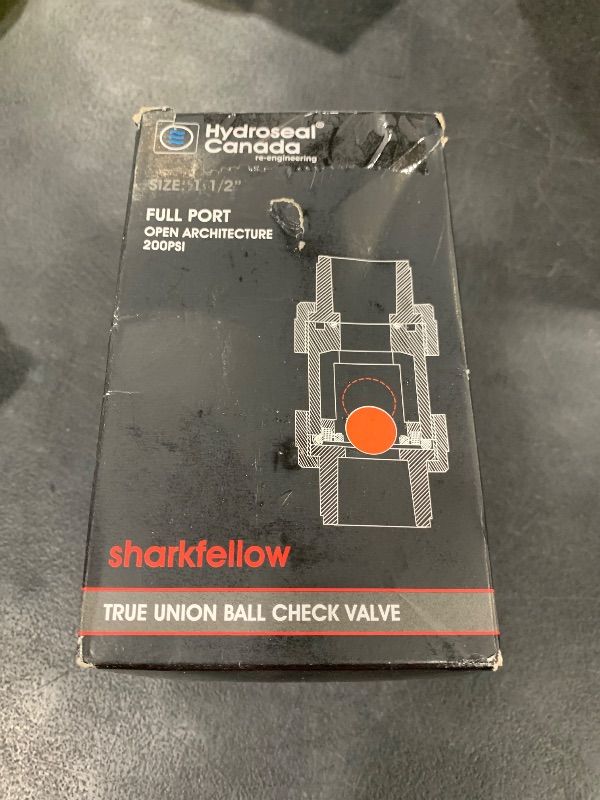 Hydroseal®
Canada
re-engineering
SIZE: 1 1/2"
FULL PORT
OPEN ARCHITECTURE
200PSI
sharkfellow
TRUE UNION BALL CHECK VALVE